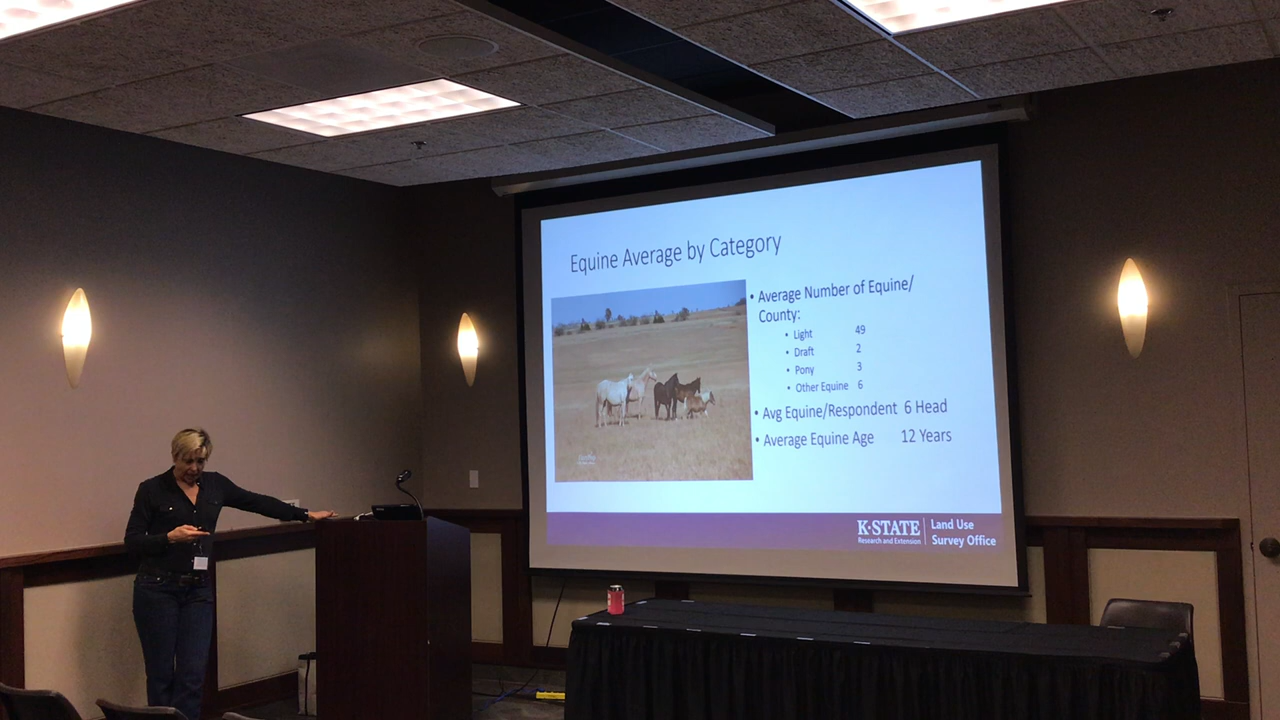 Equine Average by Category
• Average Number of Equine/
County:
• Light 49
• Draft 2
• Pony 3
• Other Equine 6
• Avg Equine/Respondent 6 Head
• Average Equine Age 12 Years
K·STATE
Research and Extension
Land Use
Survey Office